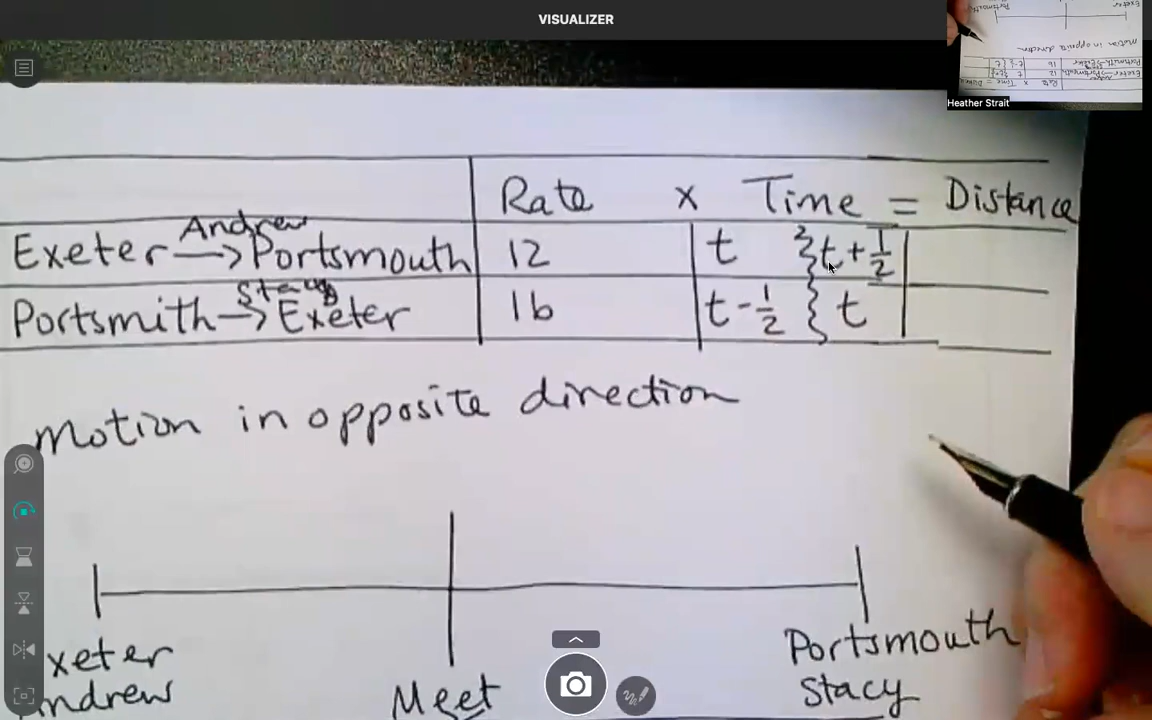 VISUALIZER
Heather Strait
Rate x Time = Distance
Andrew
Exeter → Portsmouth 12 t } t + 1/2
Stacy
Portsmith → Exeter 16 t - 1/2 } t
Motion in opposite direction
xeter Meet Portsmouth
ndrew Stacy